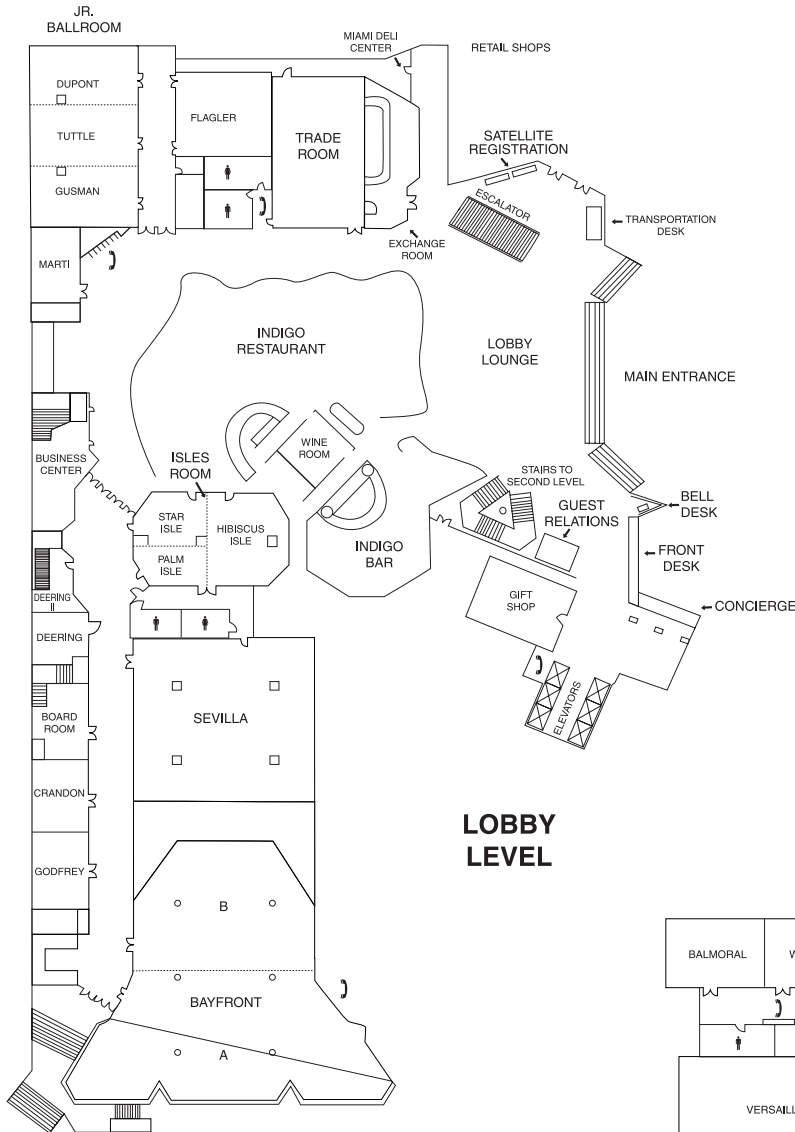 JR.
BALLROOM
MIAMI DELI
CENTER
RETAIL SHOPS
DUPONT
FLAGLER
TUTTLE
TRADE
ROOM
SATELLITE
REGISTRATION
GUSMAN
ESCALATOR
TRANSPORTATION
DESK
EXCHANGE
ROOM
MARTI
INDIGO
RESTAURANT
LOBBY
LOUNGE
MAIN ENTRANCE
WINE
ROOM
BUSINESS
CENTER
ISLES
ROOM
STAIRS TO
SECOND LEVEL
STAR
ISLE
HIBISCUS
ISLE
GUEST
RELATIONS
BELL
DESK
PALM
ISLE
INDIGO
BAR
FRONT
DESK
DEERING
II
GIFT
SHOP
CONCIERGE
DEERING
ELEVATORS
BOARD
ROOM
SEVILLA
CRANDON
LOBBY
LEVEL
GODFREY
B
BALMORAL
W
BAYFRONT
A
VERSAILL